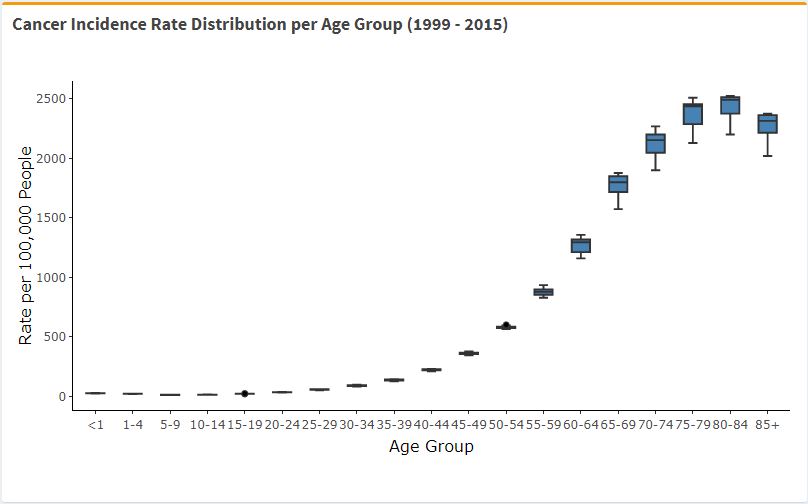 Cancer Incidence Rate Distribution per Age Group (1999 - 2015)
Rate per 100,000 People
2500
2000
1500
1000
500
0
<1 1-4 5-9 10-14 15-19 20-24 25-29 30-34 35-39 40-44 45-49 50-54 55-59 60-64 65-69 70-74 75-79 80-84 85+
Age Group